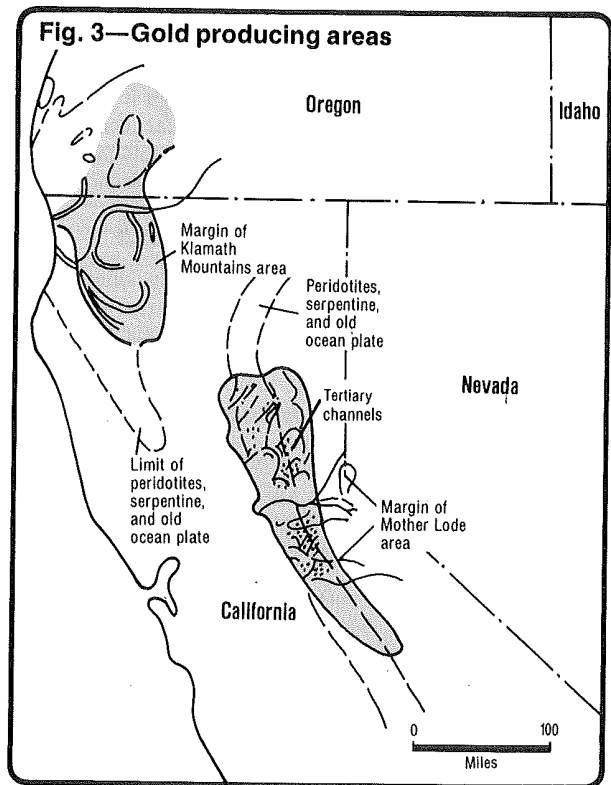 Fig. 3—Gold producing areas
Oregon
Idaho
Margin of
Klamath
Mountains area
Peridotites,
serpentine,
and old
ocean plate
Nevada
Tertiary
channels
Limit of
peridotites,
serpentine,
and old
ocean plate
Margin of
Mother Lode
area
California
0
100
Miles